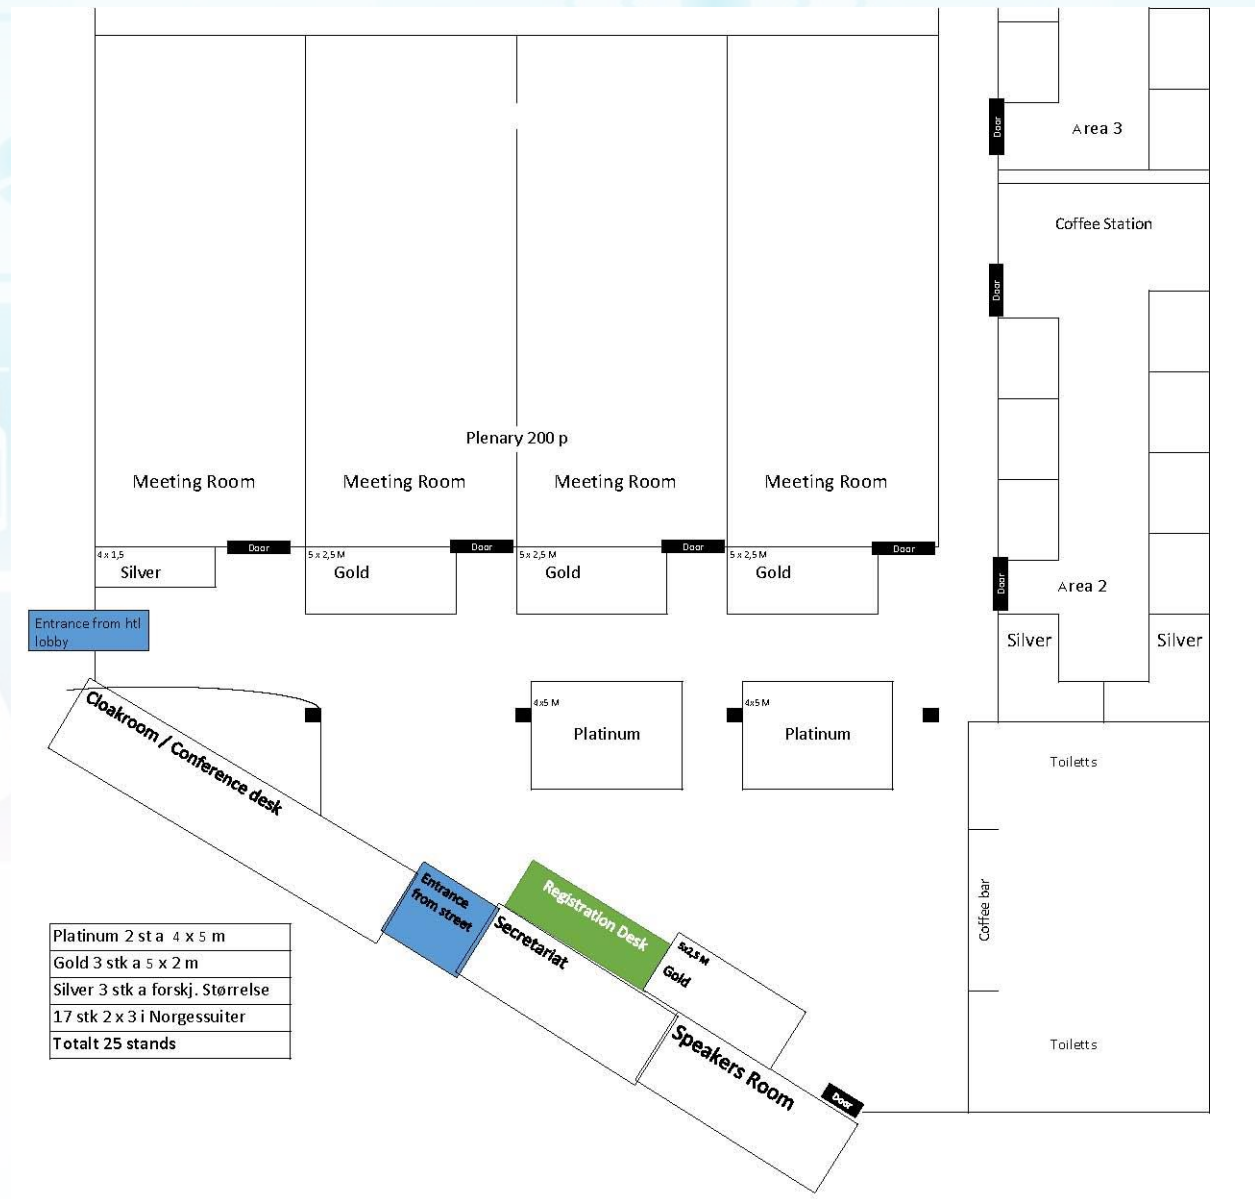 Door
Area 3
Coffee Station
Door
Plenary 200 p
Meeting Room
Meeting Room
Meeting Room
Meeting Room
Door
Door
Door
Door
4 x 1,5
Silver
5 x 2,5 M
Gold
5 x 2,5 M
Gold
5 x 2,5 M
Gold
Door
Area 2
Entrance from htl
lobby
Silver
Silver
Cloakroom / Conference desk
4x5 M
Platinum
4x5 M
Platinum
Toiletts
Entrance
from street
Registration Desk
Secretariat
5x2,5 M
Gold
Coffee bar
Speakers Room
Door
Toiletts
Platinum 2 st a 4 x 5 m
Gold 3 stk a 5 x 2 m
Silver 3 stk a forskj. Størrelse
17 stk 2 x 3 i Norgessuiter
Totalt 25 stands